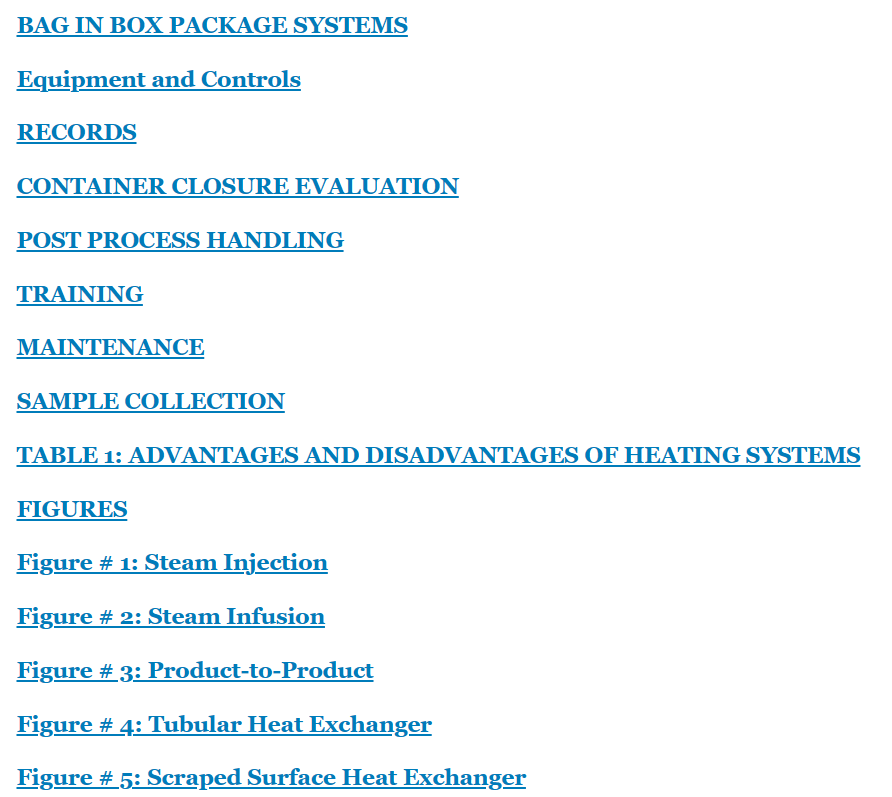 BAG IN BOX PACKAGE SYSTEMS
Equipment and Controls
RECORDS
CONTAINER CLOSURE EVALUATION
POST PROCESS HANDLING
TRAINING
MAINTENANCE
SAMPLE COLLECTION
TABLE 1: ADVANTAGES AND DISADVANTAGES OF HEATING SYSTEMS
FIGURES
Figure # 1: Steam Injection
Figure # 2: Steam Infusion
Figure # 3: Product-to-Product
Figure # 4: Tubular Heat Exchanger
Figure # 5: Scraped Surface Heat Exchanger